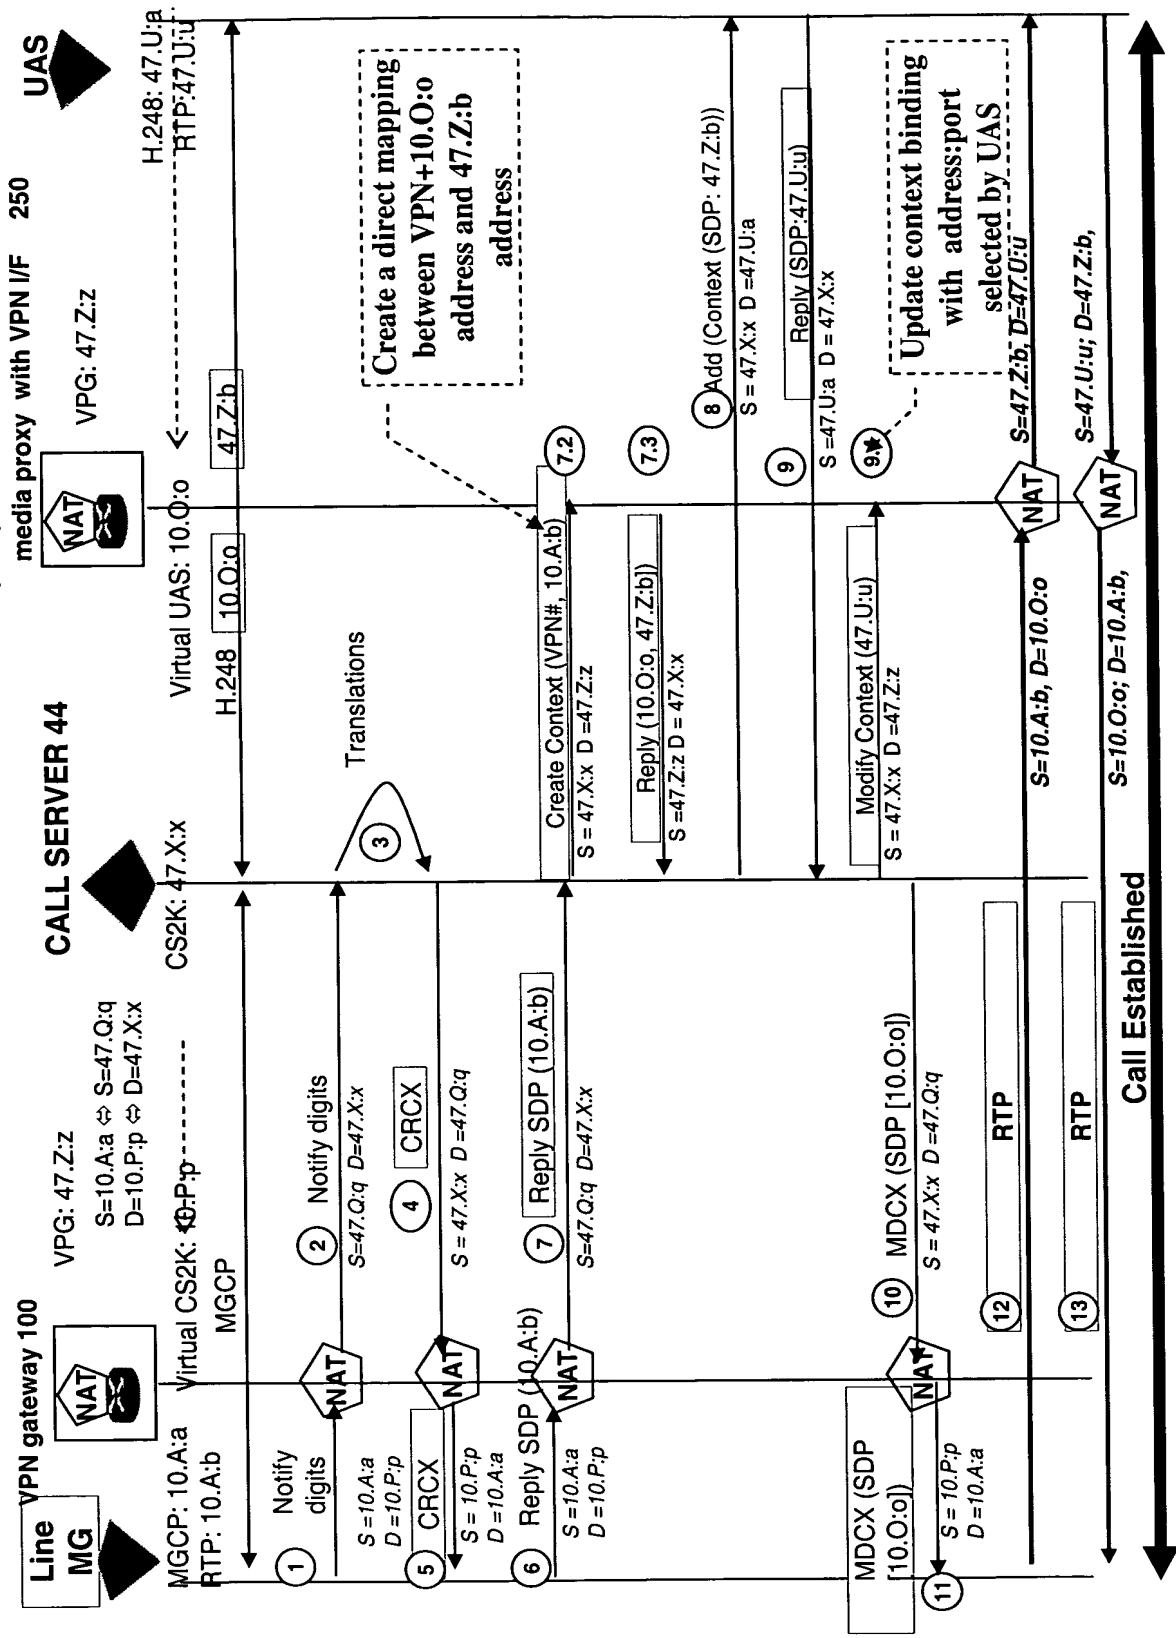 Line
MG
VPN gateway 100
NAT
VPG: 47.Z:z
S=10.A:a ⇔ S=47.Q:q
D=10.P:p ⇔ D=47.X:x
CALL SERVER 44
media proxy with VPN I/F 250
NAT
VPG: 47.Z:z
UAS
MGCP: 10.A:a
RTP: 10.A:b
Virtual CS2K: 10.P:p
CS2K: 47.X:x
Virtual UAS: 10.O:o
H.248: 47.U:a
RTP:47.U:u
MGCP
H.248
10.O:o
47.Z:b
1
Notify
digits
S =10.A:a
D =10.P:p
NAT
2
Notify digits
S=47.Q:q D=47.X:x
3
Translations
4
CRCX
S = 47.X:x D =47.Q:q
NAT
5
CRCX
S = 10.P:p
D =10.A:a
6
Reply SDP (10.A:b)
S =10.A:a
D =10.P:p
NAT
7
Reply SDP (10.A:b)
S=47.Q:q D=47.X:x
Create a direct mapping
between VPN+10.O:o
address and 47.Z:b
address
Create Context (VPN#, 10.A:b)
7.2
S = 47.X:x D =47.Z:z
Reply (10.O:o, 47.Z:b])
7.3
S =47.Z:z D = 47.X:x
8
Add (Context (SDP: 47.Z:b))
S = 47.X:x D =47.U:a
9
Reply (SDP:47.U:u)
S =47.U:a D = 47.X:x
Modify Context (47.U:u)
S = 47.X:x D =47.Z:z
Update context binding
with address:port
selected by UAS
10
MDCX (SDP [10.O:o])
S = 47.X:x D =47.Q:q
NAT
MDCX (SDP
[10.O:o])
11
S = 10.P:p
D =10.A:a
12
RTP
S=10.A:b, D=10.O:o
NAT
S=47.Z:b, D=47.U:u
13
RTP
S=10.O:o; D=10.A:b,
NAT
S=47.U:u; D=47.Z:b,
Call Established